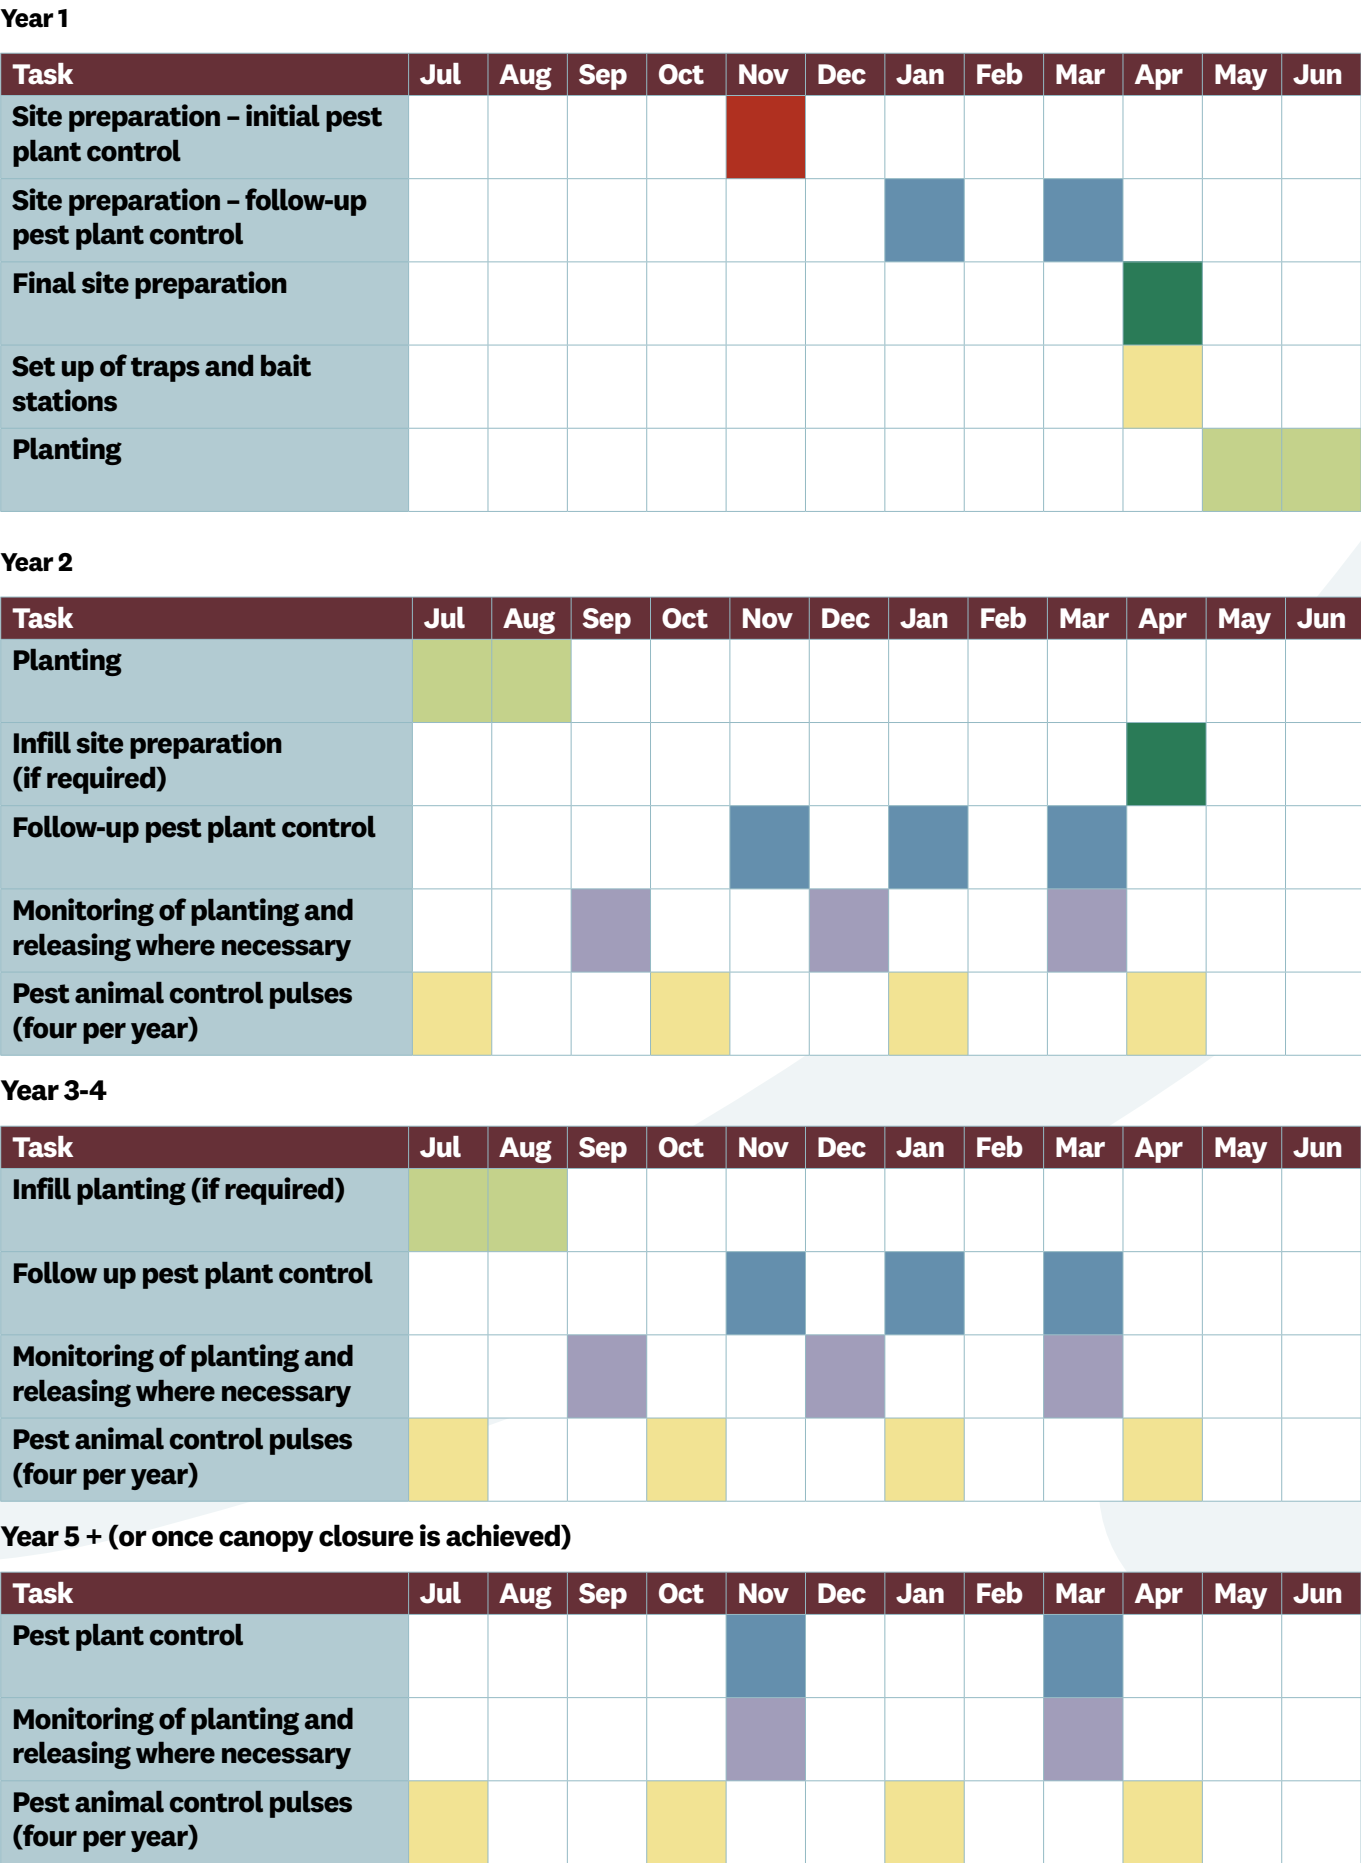 Year 1
Task Jul Aug Sep Oct Nov Dec Jan Feb Mar Apr May Jun
Site preparation – initial pest
plant control
Site preparation – follow-up
pest plant control
Final site preparation
Set up of traps and bait
stations
Planting
Year 2
Task Jul Aug Sep Oct Nov Dec Jan Feb Mar Apr May Jun
Planting
Infill site preparation
(if required)
Follow-up pest plant control
Monitoring of planting and
releasing where necessary
Pest animal control pulses
(four per year)
Year 3-4
Task Jul Aug Sep Oct Nov Dec Jan Feb Mar Apr May Jun
Infill planting (if required)
Follow up pest plant control
Monitoring of planting and
releasing where necessary
Pest animal control pulses
(four per year)
Year 5 + (or once canopy closure is achieved)
Task Jul Aug Sep Oct Nov Dec Jan Feb Mar Apr May Jun
Pest plant control
Monitoring of planting and
releasing where necessary
Pest animal control pulses
(four per year)